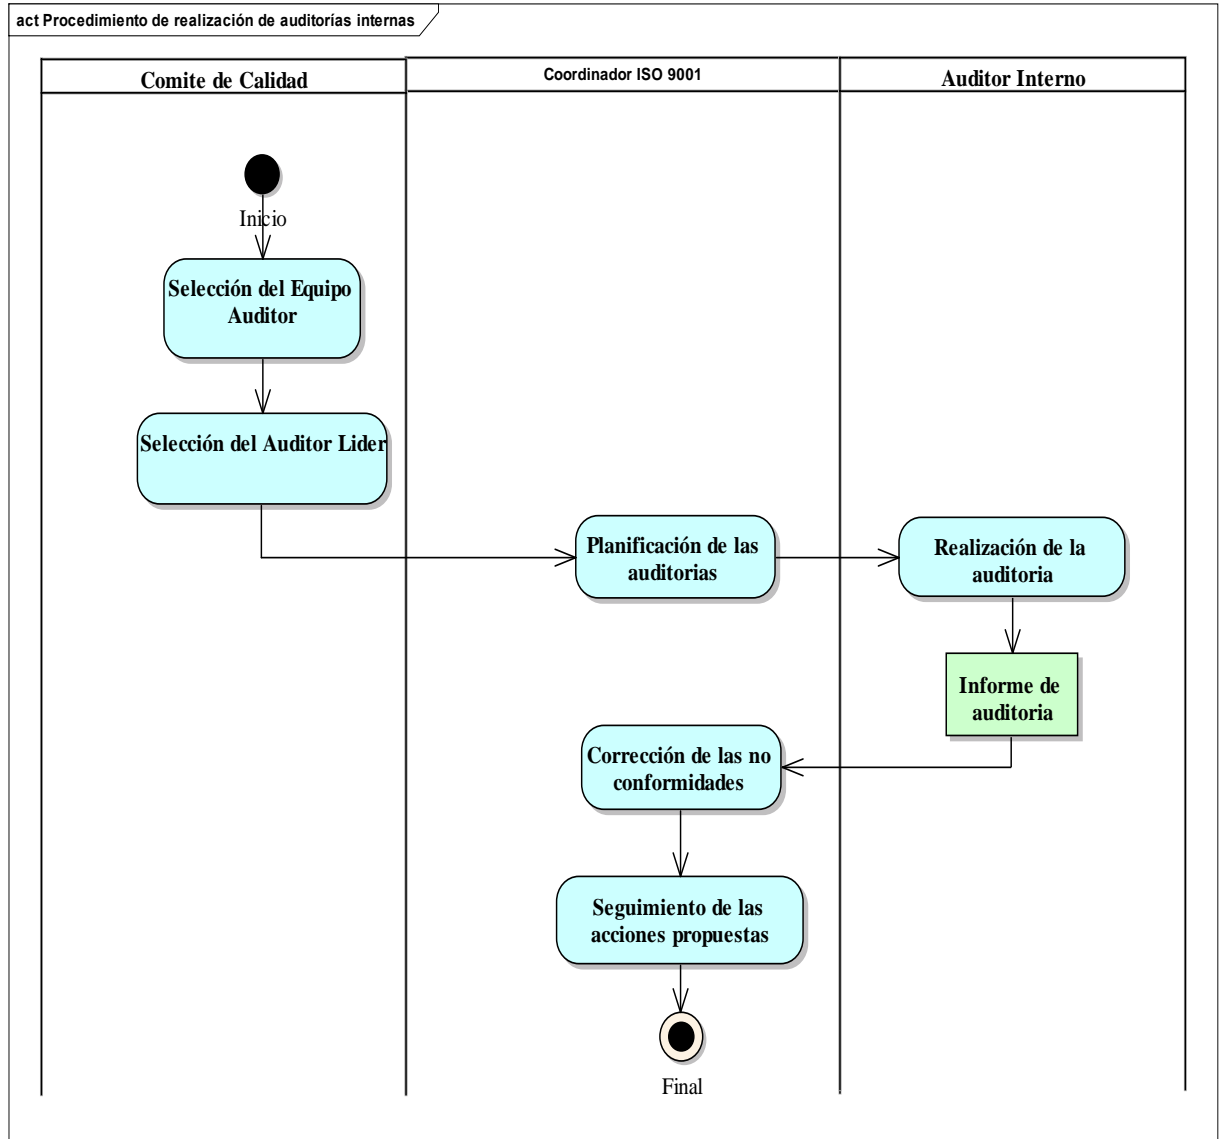 act Procedimiento de realización de auditorías internas
Comite de Calidad
Coordinador ISO 9001
Auditor Interno
Inicio
Selección del Equipo
Auditor
Selección del Auditor Lider
Planificación de las
auditorias
Realización de la
auditoria
Informe de
auditoria
Corrección de las no
conformidades
Seguimiento de las
acciones propuestas
Final